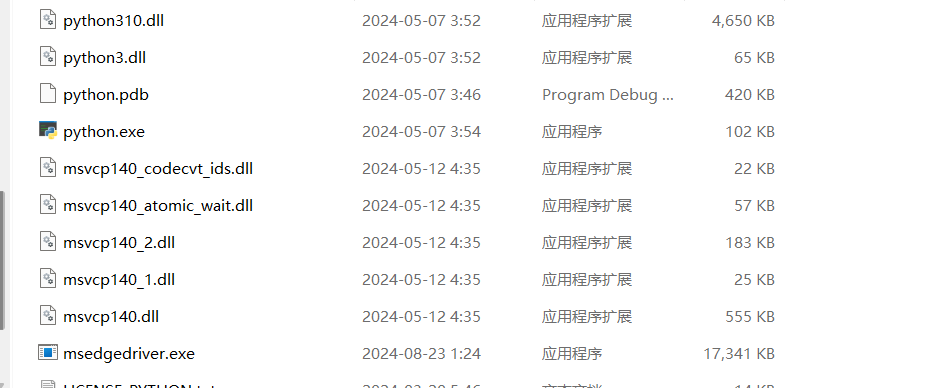 python310.dll 2024-05-07 3:52 应用程序扩展 4,650 KB
python3.dll 2024-05-07 3:52 应用程序扩展 65 KB
python.pdb 2024-05-07 3:46 Program Debug ... 420 KB
python.exe 2024-05-07 3:54 应用程序 102 KB
msvcp140_codecvt_ids.dll 2024-05-12 4:35 应用程序扩展 22 KB
msvcp140_atomic_wait.dll 2024-05-12 4:35 应用程序扩展 57 KB
msvcp140_2.dll 2024-05-12 4:35 应用程序扩展 183 KB
msvcp140_1.dll 2024-05-12 4:35 应用程序扩展 25 KB
msvcp140.dll 2024-05-12 4:35 应用程序扩展 555 KB
msedgedriver.exe 2024-08-23 1:24 应用程序 17,341 KB